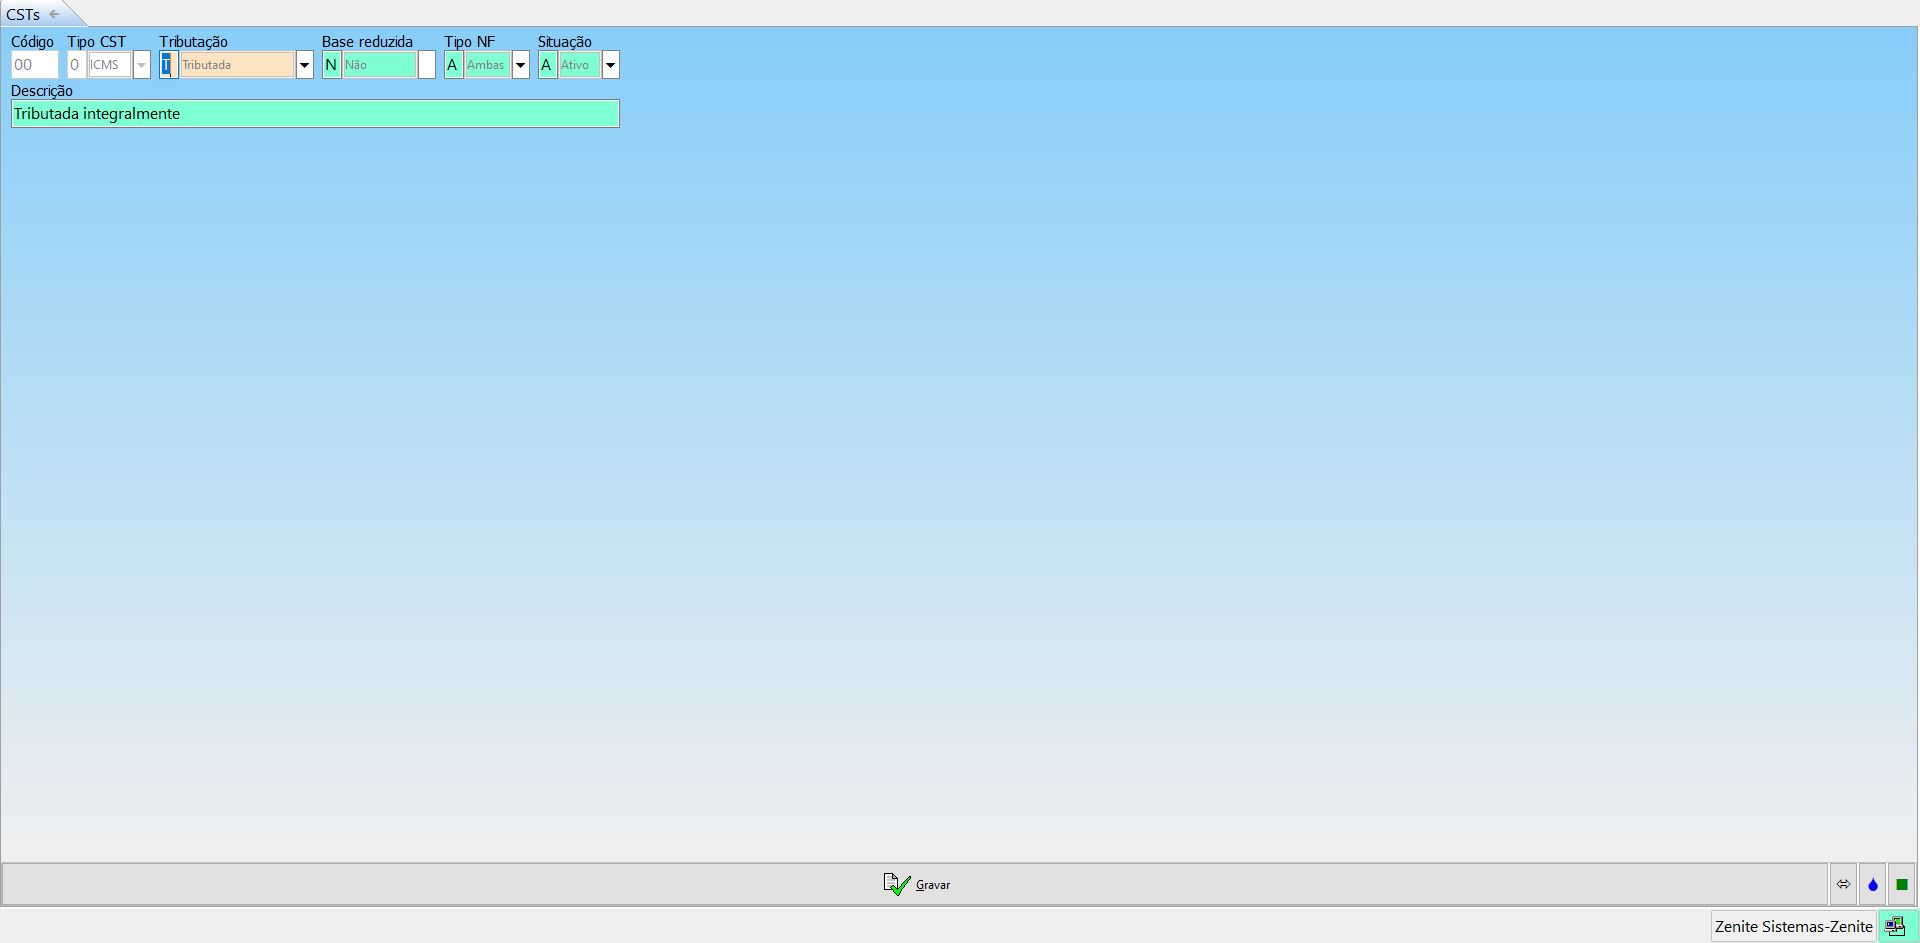 CSTs
Código Tipo CST Tributação Base reduzida Tipo NF Situação
00 0 ICMS T Tributada N Não A Ambas A Ativo
Descrição
Tributada integralmente
Gravar
Zenite Sistemas-Zenite